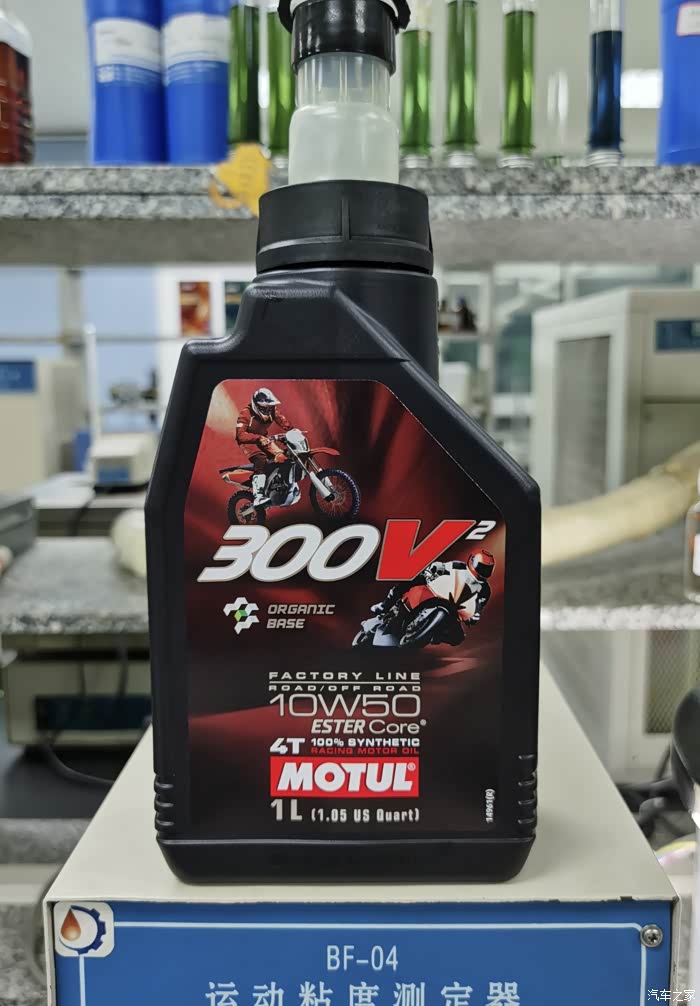 300V²
ORGANIC
BASE
FACTORY LINE
ROAD/OFF ROAD
10W50
ESTER Core®
4T 100% SYNTHETIC
RACING MOTOR OIL
MOTUL®
1L (1.05 US Quart)
14961(R)
BF-04
运动粘度测定器
汽车之家